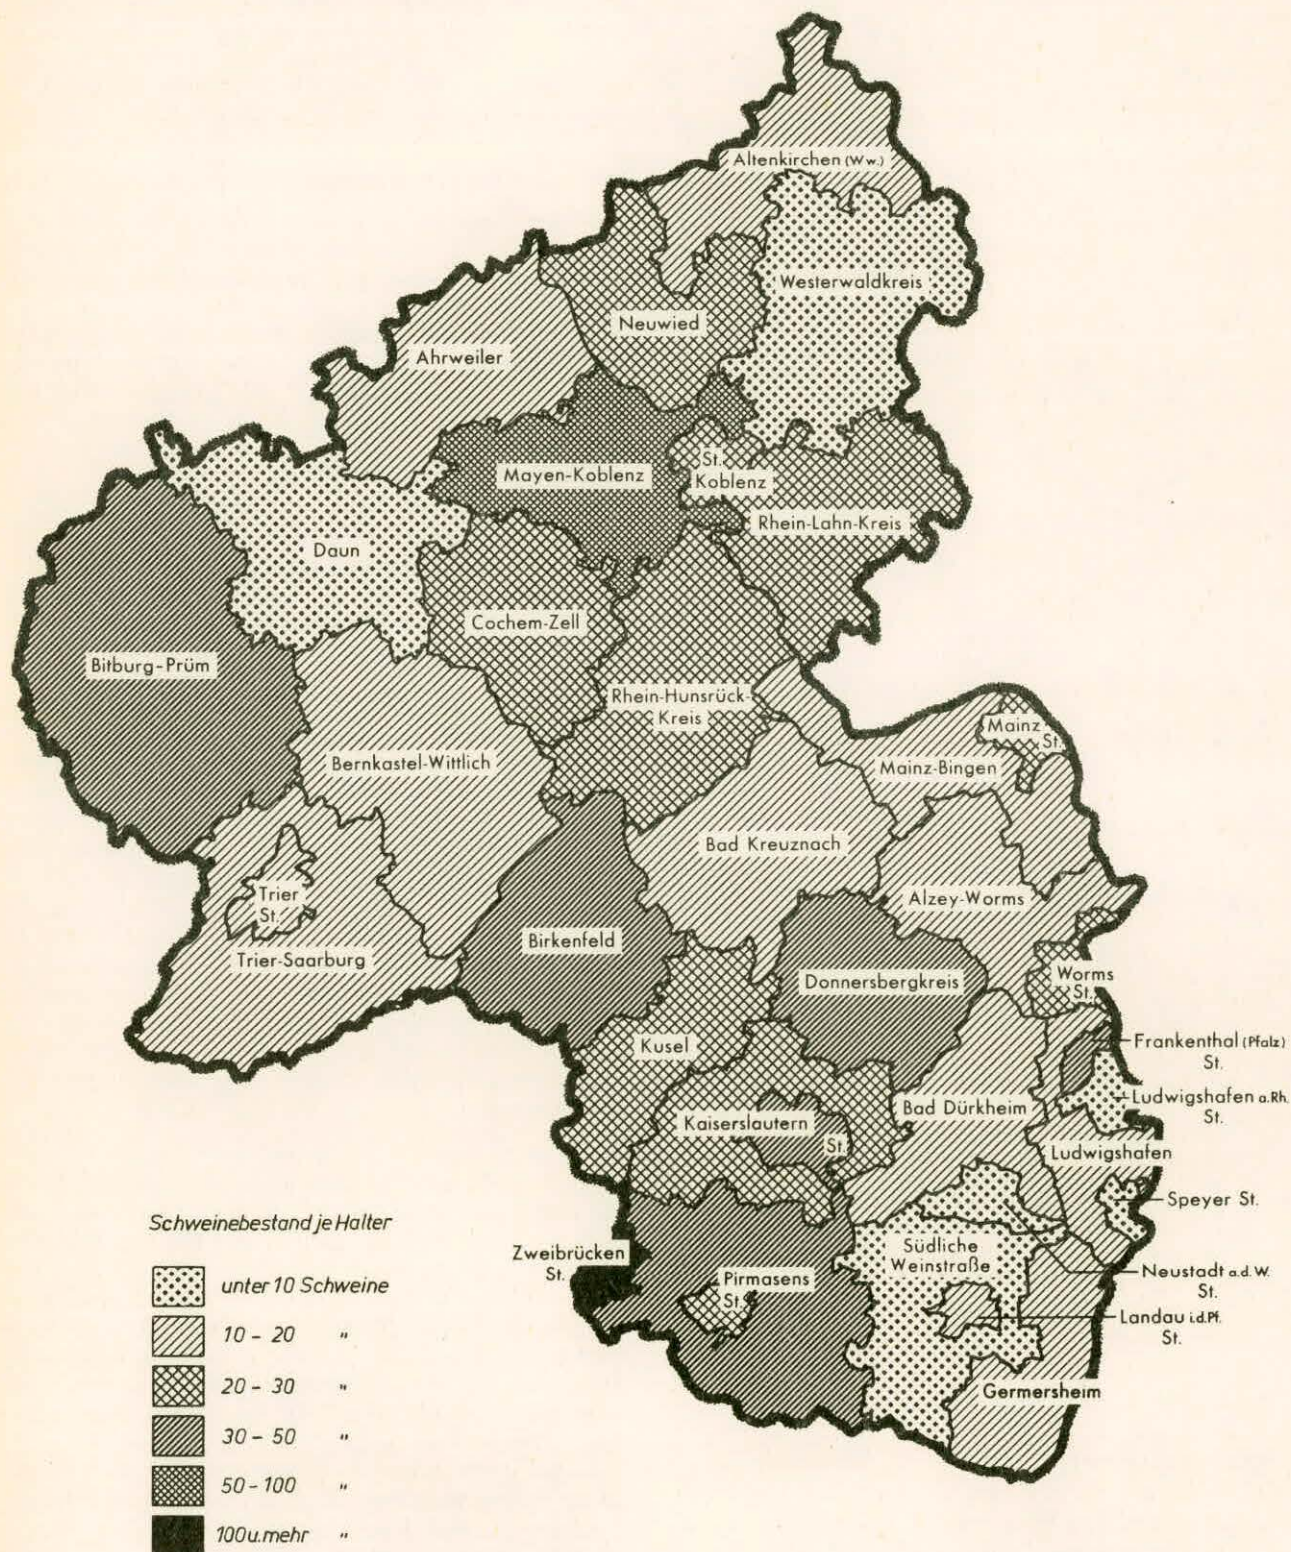 Altenkirchen (Ww.)
Westerwaldkreis
Neuwied
Ahrweiler
St.
Koblenz
Mayen-Koblenz
Rhein-Lahn-Kreis
Daun
Cochem-Zell
Bitburg-Prüm
Rhein-Hunsrück-
Kreis
Mainz
St.
Bernkastel-Wittlich
Mainz-Bingen
Bad Kreuznach
Trier
St.
Alzey-Worms
Birkenfeld
Trier-Saarburg
Donnersbergkreis
Worms
St.
Kusel
Frankenthal (Pfalz)
St.
Ludwigshafen a.Rh.
St.
Bad Dürkheim
Kaiserslautern
St.
Ludwigshafen
Speyer St.
Zweibrücken
St.
Südliche
Weinstraße
Pirmasens
St.
Neustadt a.d.W.
St.
Landau i.d.Pf.
St.
Germersheim
Schweinebestand je Halter
unter 10 Schweine
10 - 20 "
20 - 30 "
30 - 50 "
50 - 100 "
100 u. mehr "